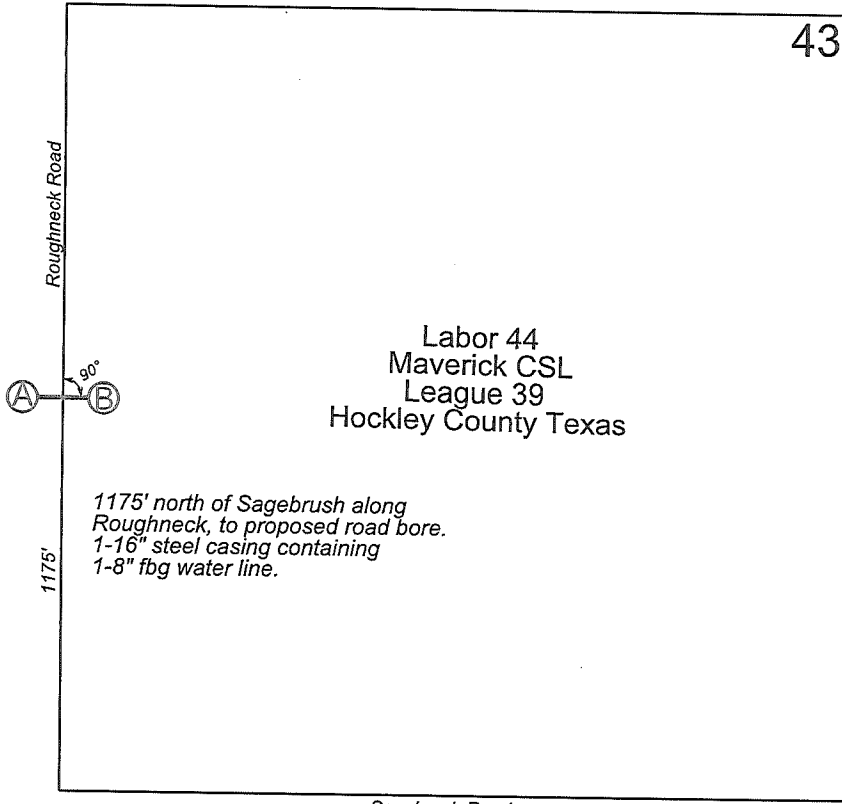 43
Roughneck Road
90°
A
B
Labor 44
Maverick CSL
League 39
Hockley County Texas
1175' north of Sagebrush along
Roughneck, to proposed road bore.
1-16" steel casing containing
1-8" fbg water line.
1175'